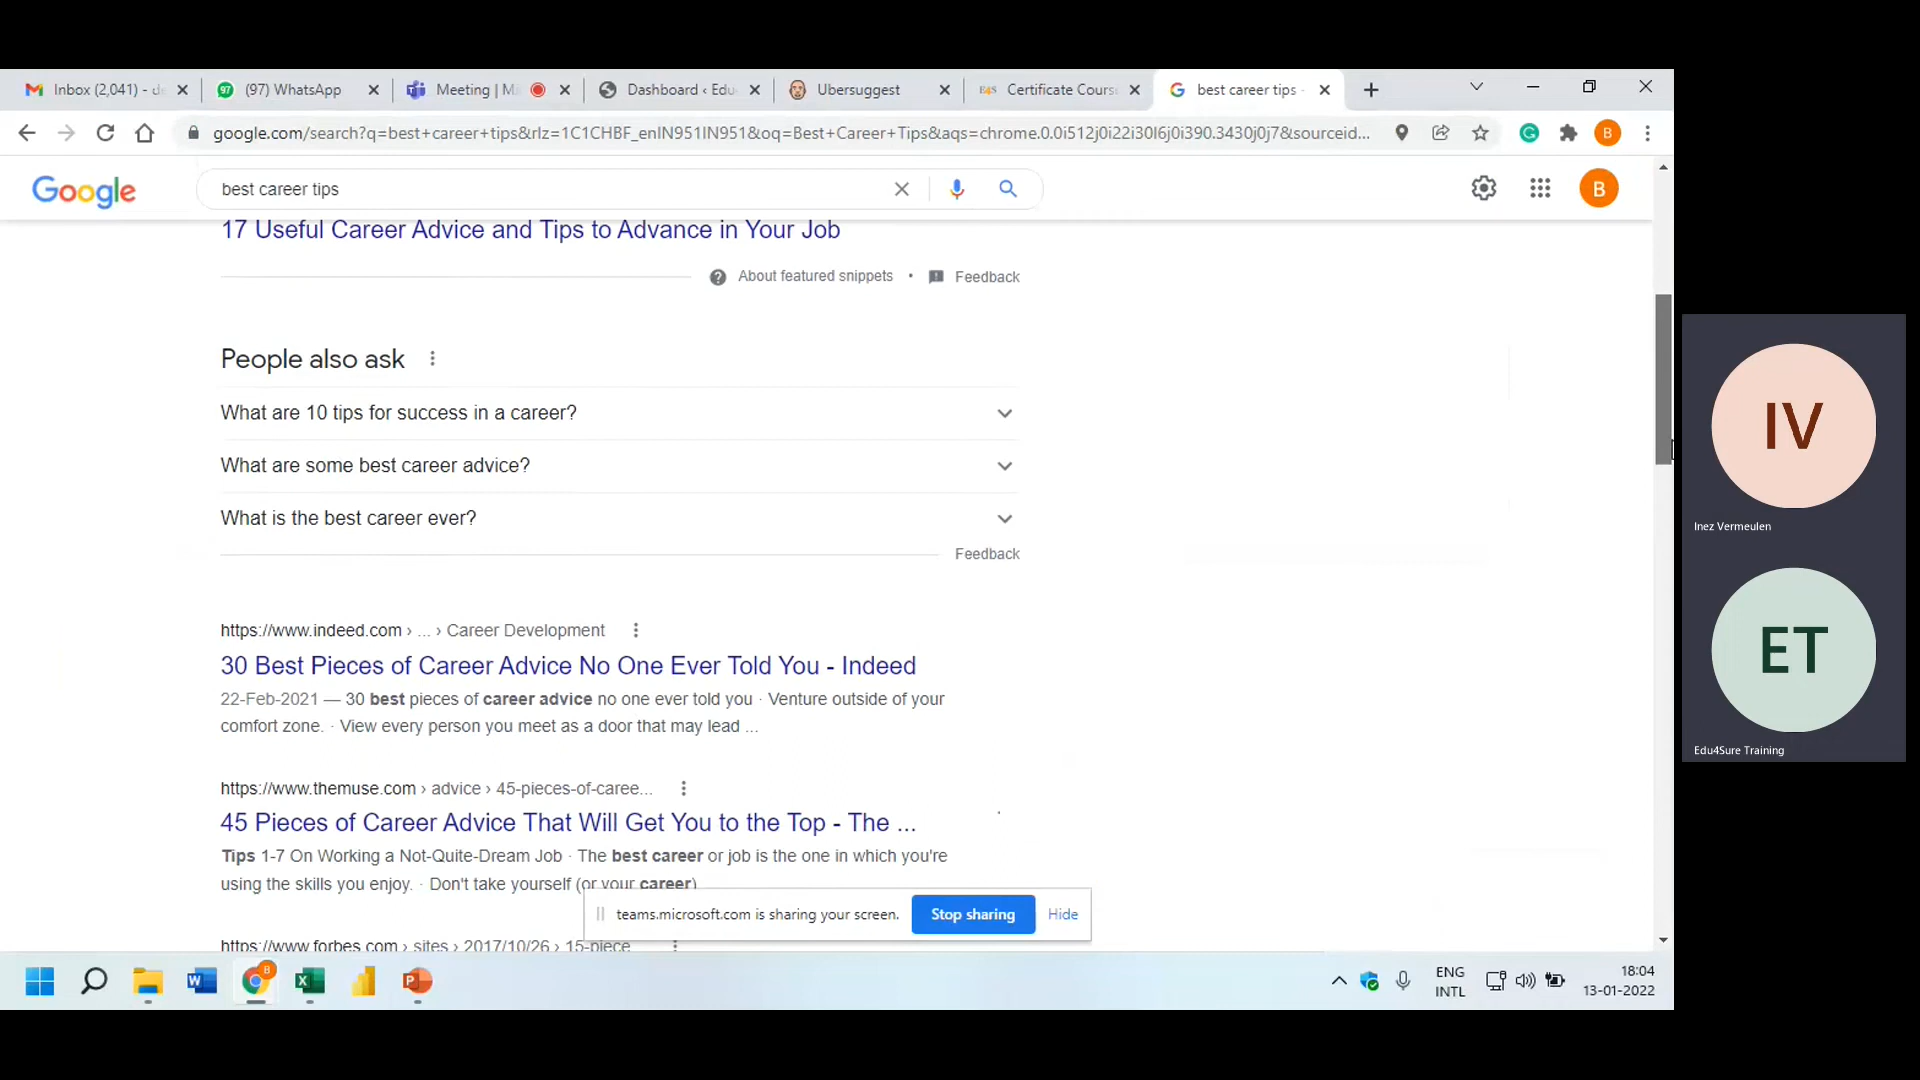 Inbox (2,041) - d
97
(97) WhatsApp
Meeting | M
Dashboard ‹ Edu
Ubersuggest
E4S
Certificate Cours
best career tips -
google.com/search?q=best+career+tips&rlz=1C1CHBF_enIN951IN951&oq=Best+Career+Tips&aqs=chrome.0.0i512j0i22i30l6j0i390.3430j0j7&sourceid...
B
Google
best career tips
B
17 Useful Career Advice and Tips to Advance in Your Job
About featured snippets • Feedback
People also ask
What are 10 tips for success in a career?
What are some best career advice?
What is the best career ever?
Feedback
https://www.indeed.com › ... › Career Development
30 Best Pieces of Career Advice No One Ever Told You - Indeed
22-Feb-2021 — 30 best pieces of career advice no one ever told you · Venture outside of your
comfort zone. · View every person you meet as a door that may lead ...
https://www.themuse.com › advice › 45-pieces-of-caree...
45 Pieces of Career Advice That Will Get You to the Top - The ...
Tips 1-7 On Working a Not-Quite-Dream Job · The best career or job is the one in which you're
using the skills you enjoy. · Don't take yourself (or your career)
teams.microsoft.com is sharing your screen.
Stop sharing
Hide
https://www.forbes.com › sites › 2017/10/26 › 15-piece
ENG
INTL
18:04
13-01-2022
IV
Inez Vermeulen
ET
Edu4Sure Training